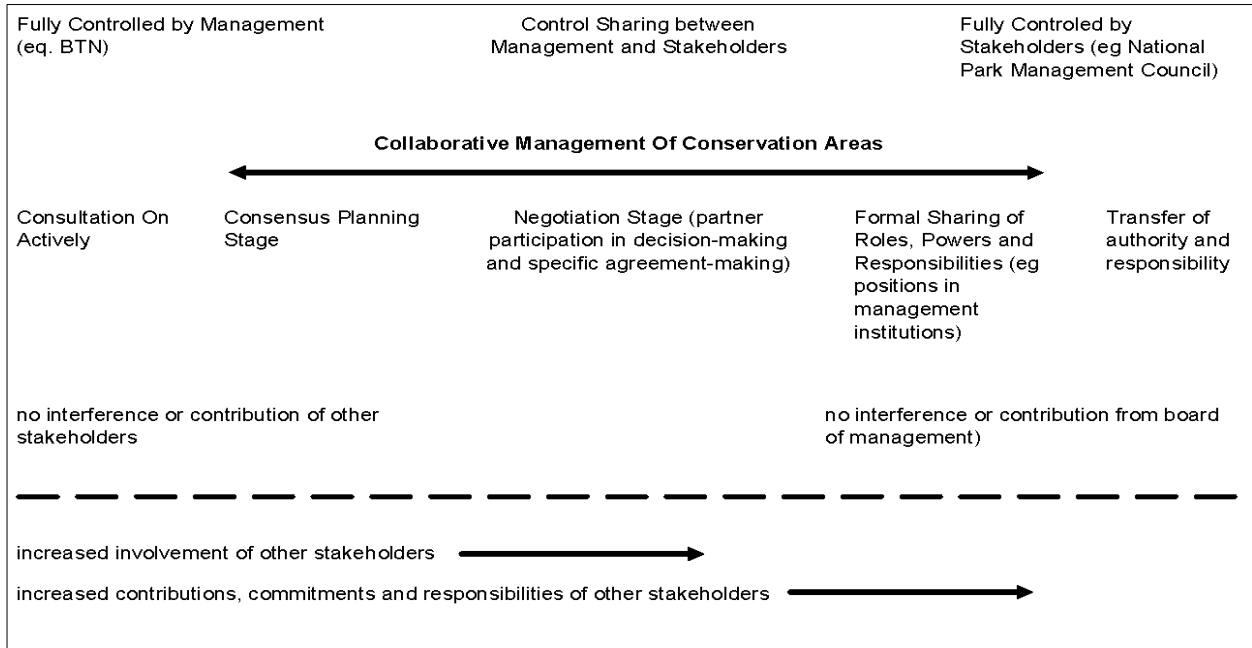 Fully Controlled by Management
(eq. BTN)
Control Sharing between
Management and Stakeholders
Fully Controled by
Stakeholders (eg National
Park Management Council)
Collaborative Management Of Conservation Areas
Consultation On
Actively
Consensus Planning
Stage
Negotiation Stage (partner
participation in decision-making
and specific agreement-making)
Formal Sharing of
Roles, Powers and
Responsibilities (eg
positions in
management
institutions)
Transfer of
authority and
responsibility
no interference or contribution of other
stakeholders
no interference or contribution from board
of management)
increased involvement of other stakeholders
increased contributions, commitments and responsibilities of other stakeholders